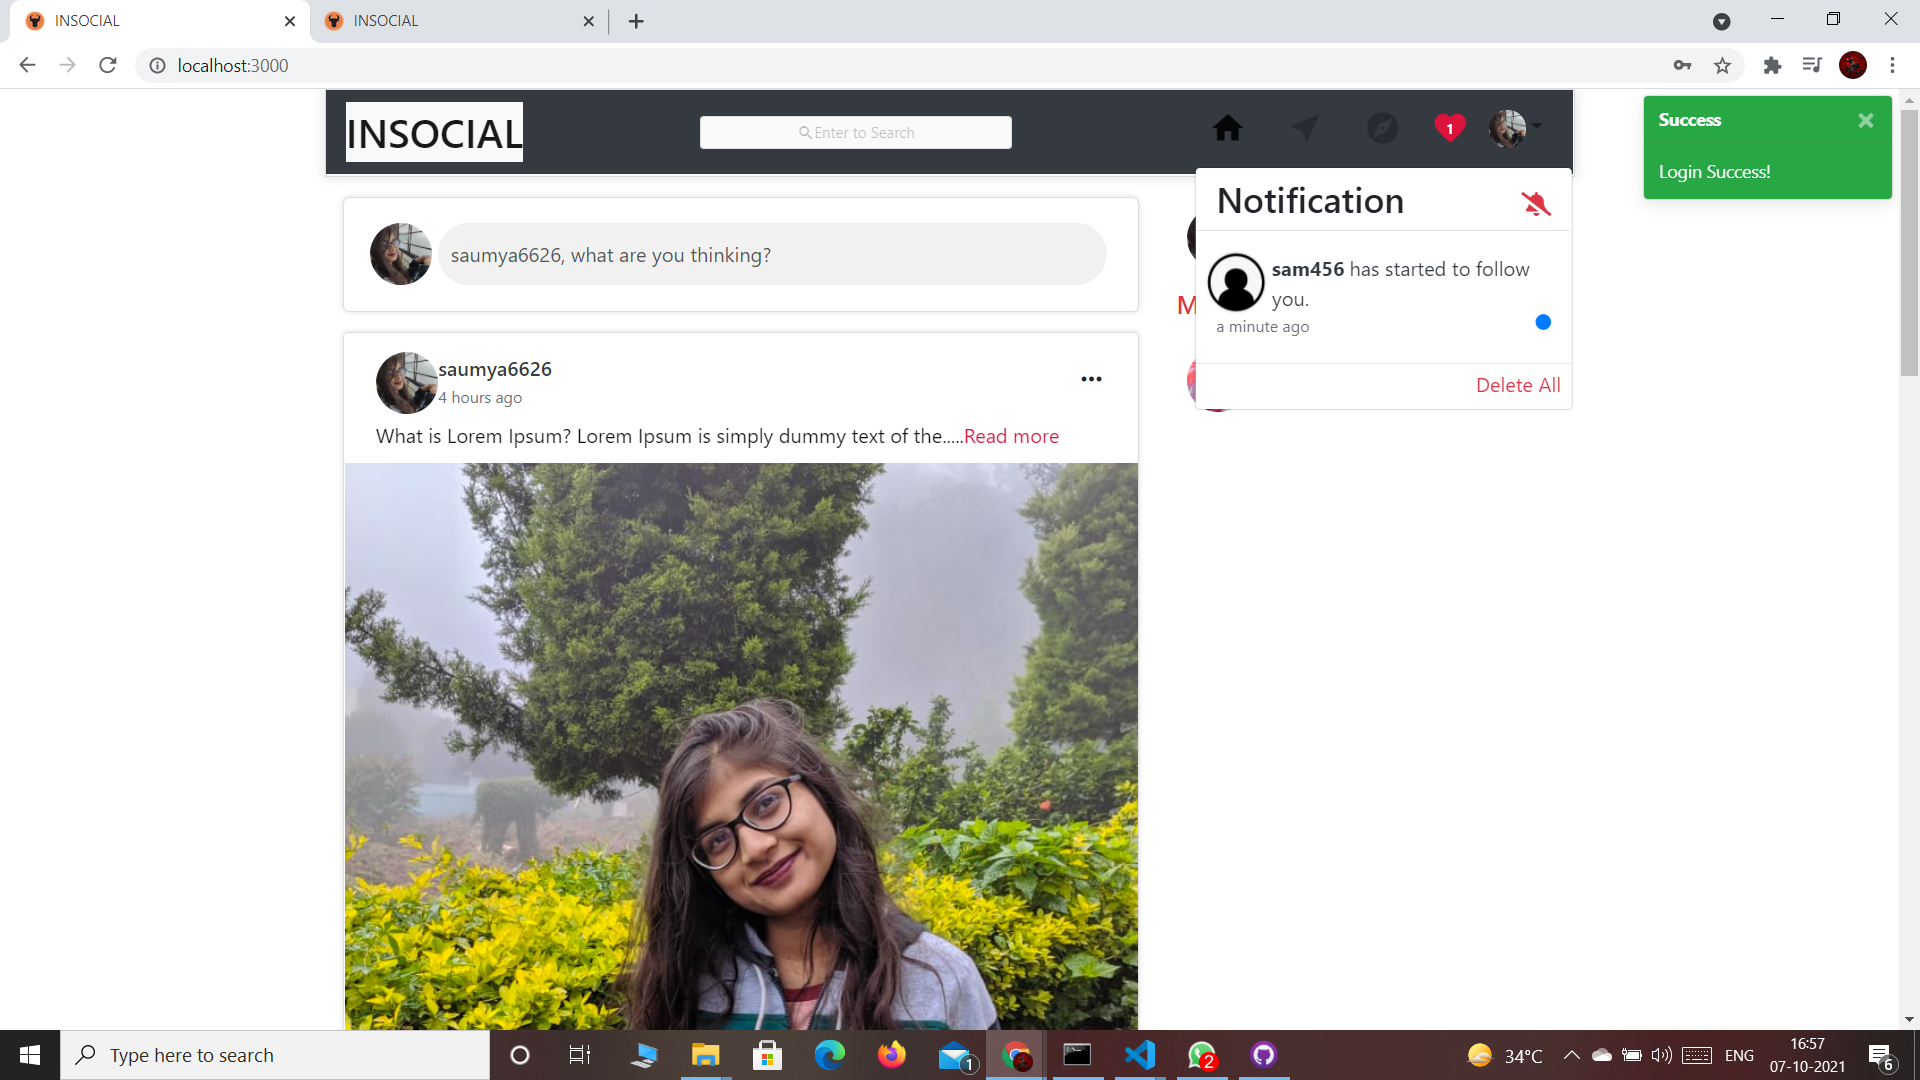 INSOCIAL
INSOCIAL
localhost:3000
INSOCIAL
Enter to Search
1
Success
Login Success!
Notification
sam456 has started to follow
you.
a minute ago
Delete All
saumya6626, what are you thinking?
M
saumya6626
4 hours ago
What is Lorem Ipsum? Lorem Ipsum is simply dummy text of the.....Read more
Type here to search
1
2
34°C
ENG
16:57
07-10-2021
6